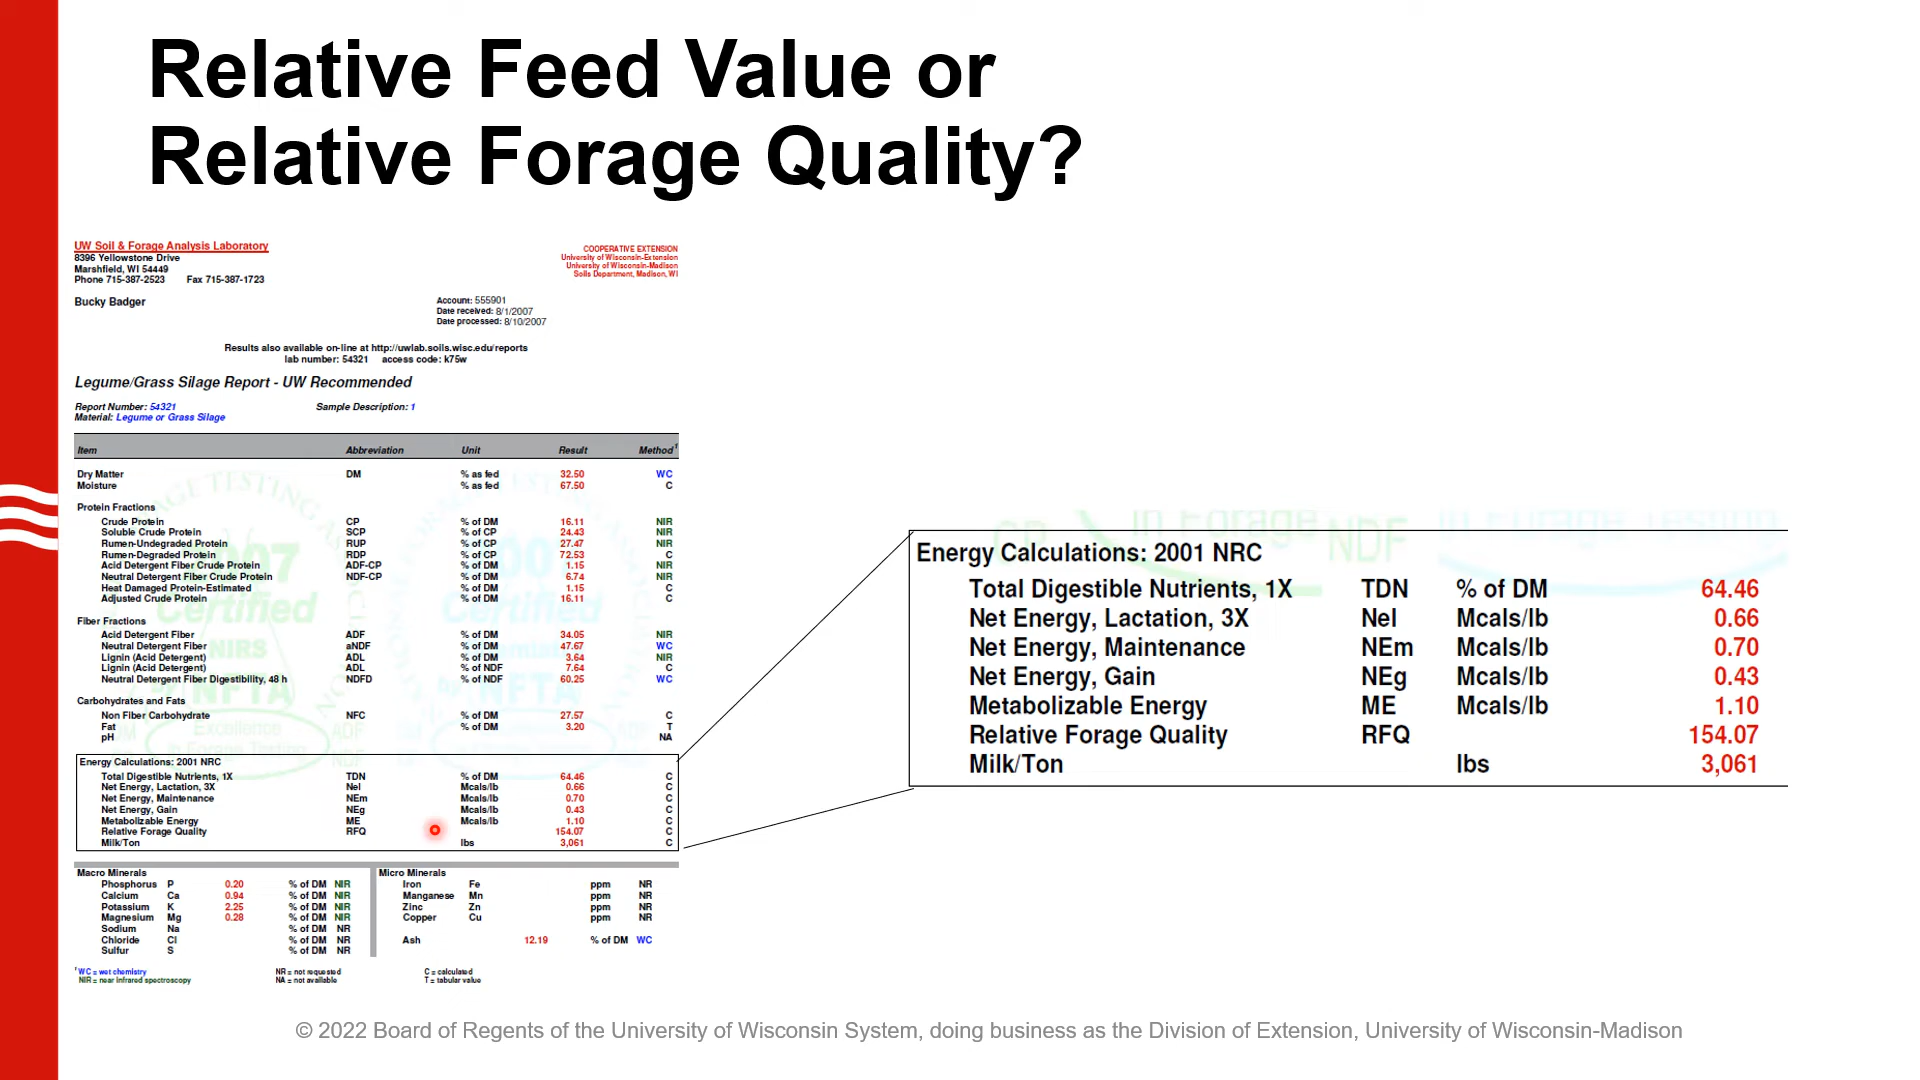 Relative Feed Value or
Relative Forage Quality?
UW Soil & Forage Analysis Laboratory
8396 Yellowstone Drive
Marshfield, WI 54449
Phone 715-387-2523 Fax 715-387-1723
COOPERATIVE EXTENSION
University of Wisconsin-Extension
University of Wisconsin-Madison
Soils Department, Madison, WI
Bucky Badger
Account: 555901
Date received: 8/1/2007
Date processed: 8/10/2007
Results also available on-line at http://uwlab.soils.wisc.edu/reports
lab number: 54321 access code: k75w
Legume/Grass Silage Report - UW Recommended
Report Number: 54321 Sample Description: 1
Material: Legume or Grass Silage
Item Abbreviation Unit Result Method†
Dry Matter DM % as fed 32.50 WC
Moisture % as fed 67.50 C
Protein Fractions
Crude Protein CP % of DM 16.11 NIR
Soluble Crude Protein SCP % of CP 24.43 NIR
Rumen-Undegraded Protein RUP % of CP 27.47 NIR
Rumen-Degraded Protein RDP % of CP 72.53 C
Acid Detergent Fiber Crude Protein ADF-CP % of DM 1.15 NIR
Neutral Detergent Fiber Crude Protein NDF-CP % of DM 6.74 NIR
Heat Damaged Protein-Estimated % of DM 1.15 C
Adjusted Crude Protein % of DM 16.11 C
Fiber Fractions
Acid Detergent Fiber ADF % of DM 34.05 NIR
Neutral Detergent Fiber aNDF % of DM 47.67 WC
Lignin (Acid Detergent) ADL % of DM 3.64 NIR
Lignin (Acid Detergent) ADL % of NDF 7.64 C
Neutral Detergent Fiber Digestibility, 48 h NDFD % of NDF 60.25 WC
Carbohydrates and Fats
Non Fiber Carbohydrate NFC % of DM 27.57 C
Fat % of DM 3.20 T
pH NA
Energy Calculations: 2001 NRC
Total Digestible Nutrients, 1X TDN % of DM 64.46 C
Net Energy, Lactation, 3X Nel Mcals/lb 0.66 C
Net Energy, Maintenance NEm Mcals/lb 0.70 C
Net Energy, Gain NEg Mcals/lb 0.43 C
Metabolizable Energy ME Mcals/lb 1.10 C
Relative Forage Quality RFQ 154.07 C
Milk/Ton lbs 3,061 C
Macro Minerals
Phosphorus P 0.20 % of DM NIR
Calcium Ca 0.94 % of DM NIR
Potassium K 2.25 % of DM NIR
Magnesium Mg 0.28 % of DM NIR
Sodium Na % of DM NR
Chloride Cl % of DM NR
Sulfur S % of DM NR
Micro Minerals
Iron Fe ppm NR
Manganese Mn ppm NR
Zinc Zn ppm NR
Copper Cu ppm NR
Ash 12.19 % of DM WC
† WC = wet chemistry NR = not requested C = calculated
NIR = near infrared spectroscopy NA = not available T = tabular value
Energy Calculations: 2001 NRC
Total Digestible Nutrients, 1X TDN % of DM 64.46
Net Energy, Lactation, 3X Nel Mcals/lb 0.66
Net Energy, Maintenance NEm Mcals/lb 0.70
Net Energy, Gain NEg Mcals/lb 0.43
Metabolizable Energy ME Mcals/lb 1.10
Relative Forage Quality RFQ 154.07
Milk/Ton lbs 3,061
© 2022 Board of Regents of the University of Wisconsin System, doing business as the Division of Extension, University of Wisconsin-Madison